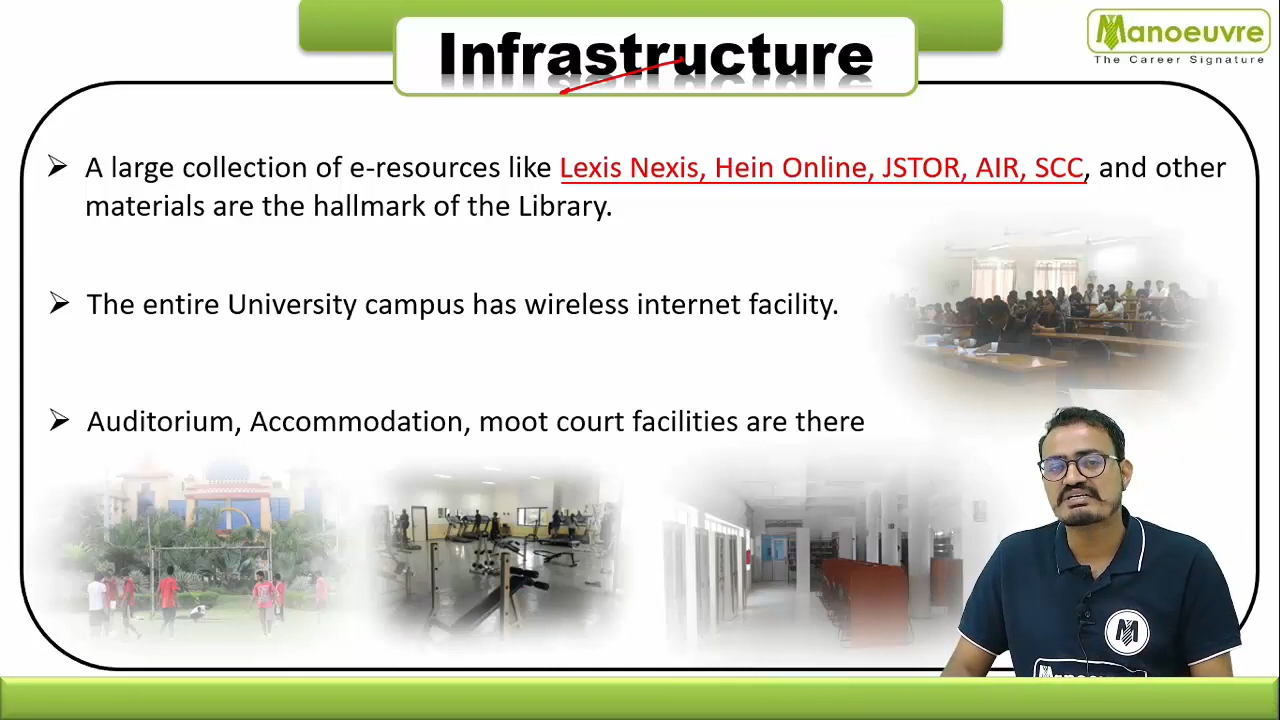 Infrastructure
Manoeuvre
The Career Signature
➢ A large collection of e-resources like Lexis Nexis, Hein Online, JSTOR, AIR, SCC, and other
materials are the hallmark of the Library.
➢ The entire University campus has wireless internet facility.
➢ Auditorium, Accommodation, moot court facilities are there
M